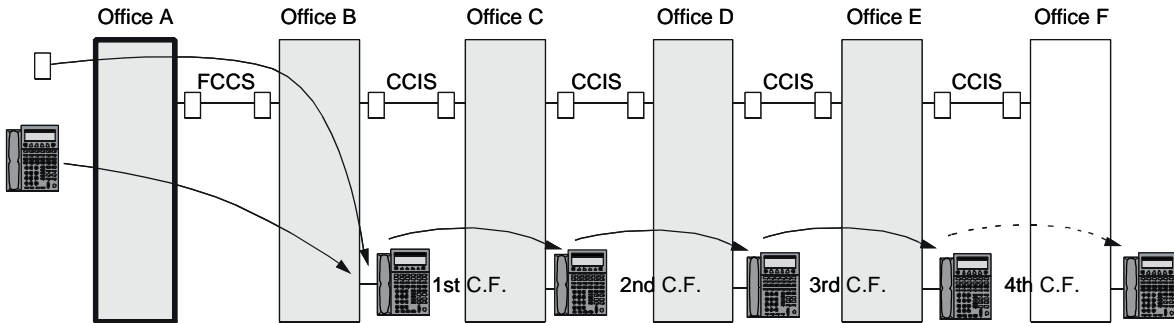 Office A Office B Office C Office D Office E Office F
FCCS CCIS CCIS CCIS CCIS
1st C.F. 2nd C.F. 3rd C.F. 4th C.F.